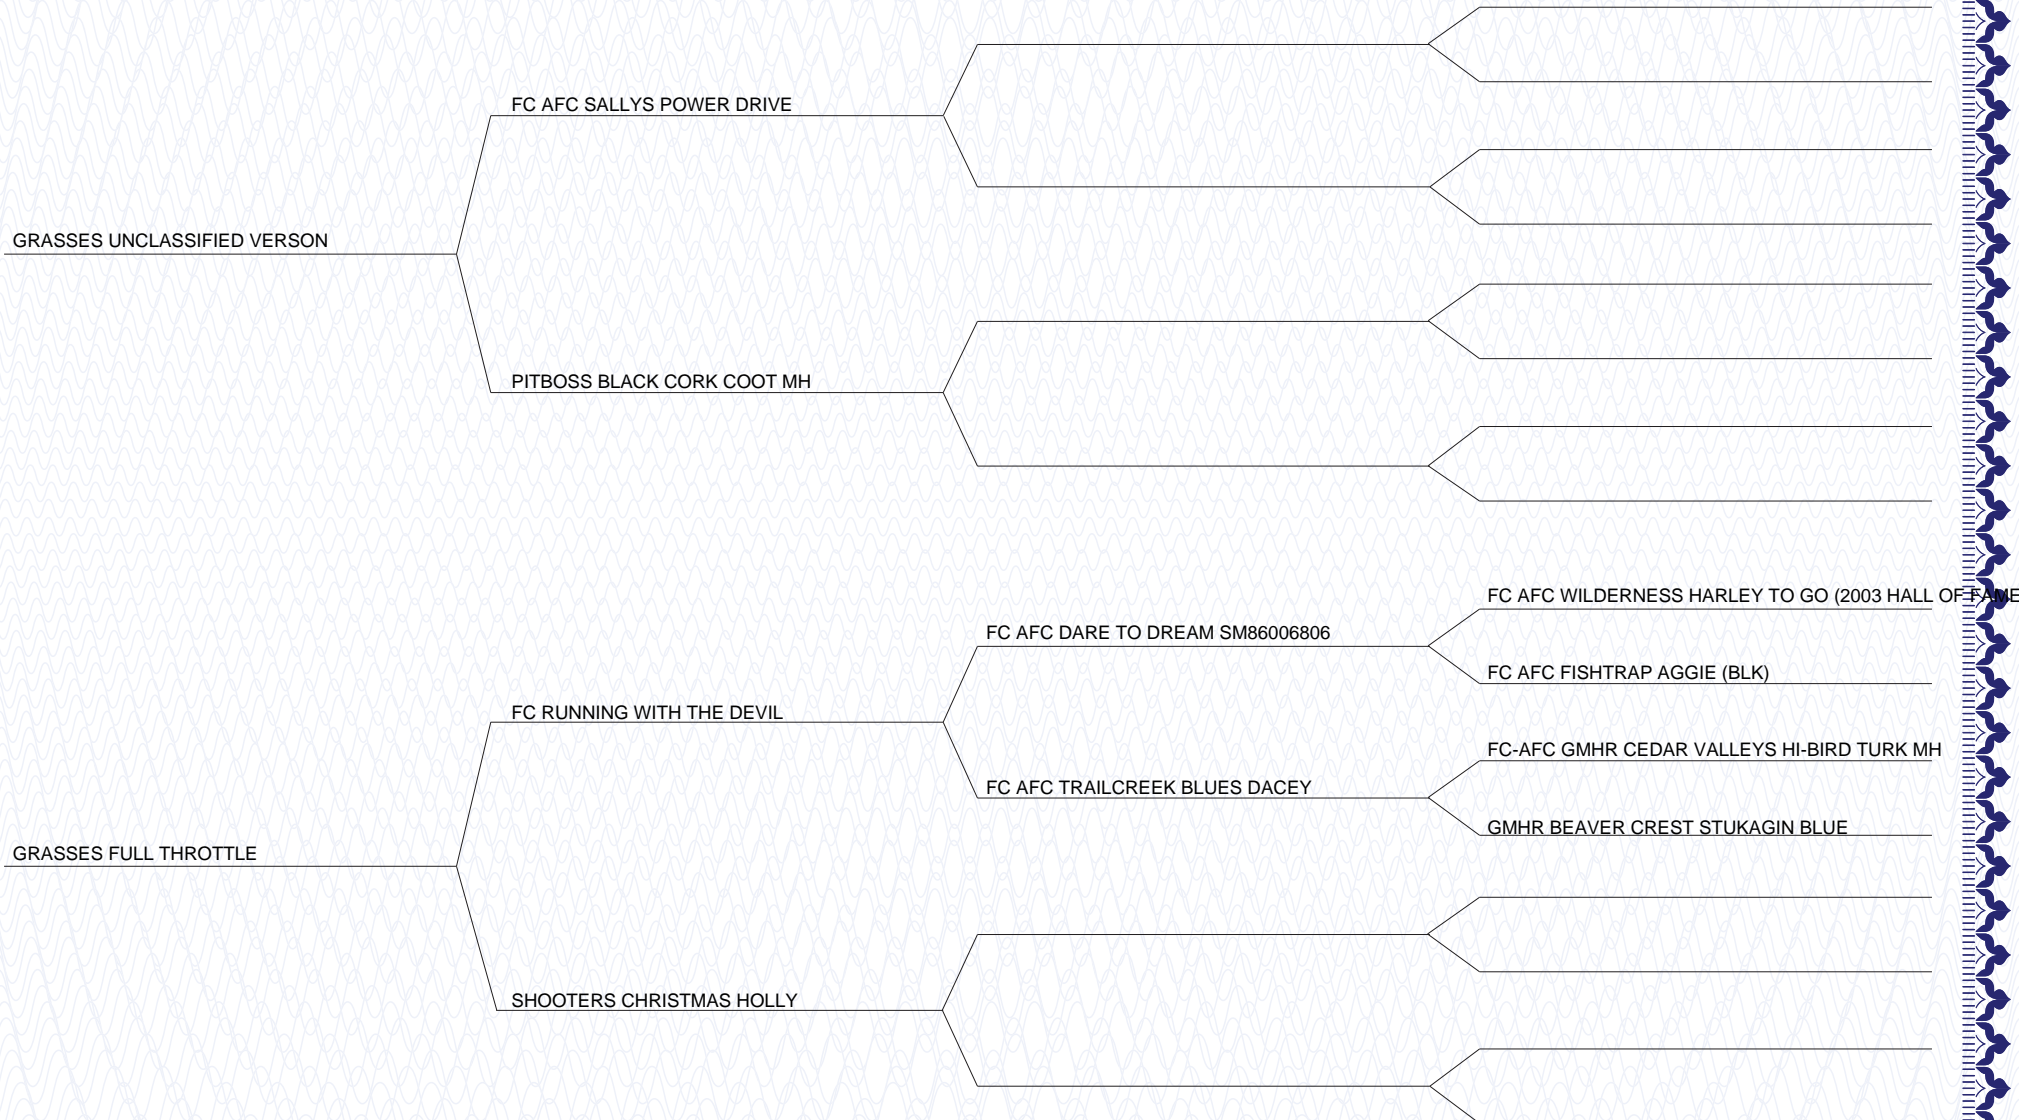 FC AFC SALLYS POWER DRIVE
GRASSES UNCLASSIFIED VERSON
PITBOSS BLACK CORK COOT MH
FC AFC WILDERNESS HARLEY TO GO (2003 HALL OF FAME
FC AFC DARE TO DREAM SM86006806
FC AFC FISHTRAP AGGIE (BLK)
FC RUNNING WITH THE DEVIL
FC-AFC GMHR CEDAR VALLEYS HI-BIRD TURK MH
FC AFC TRAILCREEK BLUES DACEY
GMHR BEAVER CREST STUKAGIN BLUE
GRASSES FULL THROTTLE
SHOOTERS CHRISTMAS HOLLY